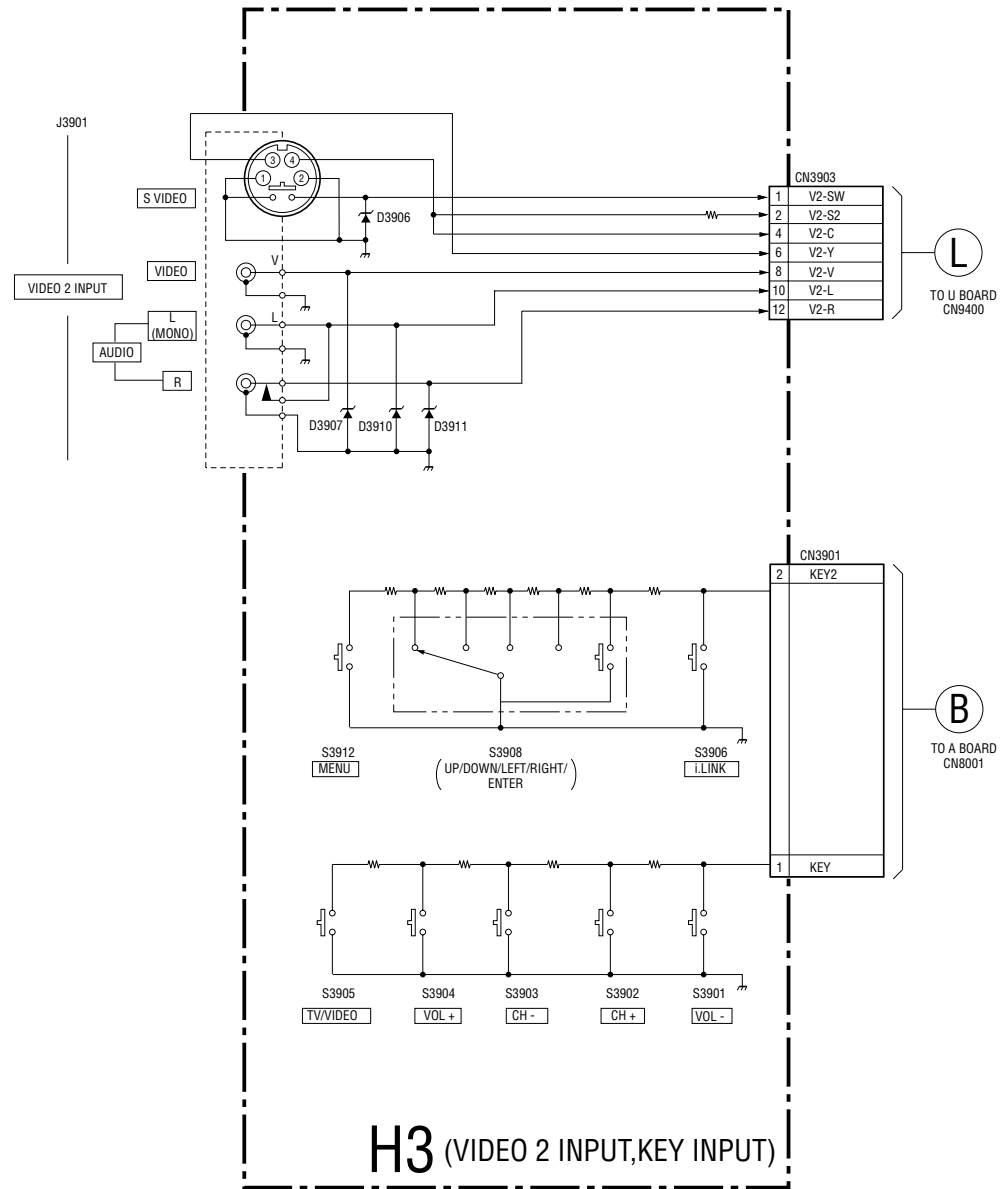 J3901
3 4
1 2
S VIDEO
D3906
CN3903
1 V2-SW
2 V2-S2
4 V2-C
6 V2-Y
8 V2-V
10 V2-L
12 V2-R
L
TO U BOARD
CN9400
VIDEO
V
VIDEO 2 INPUT
L
(MONO)
L
AUDIO
R
D3907
D3910
D3911
CN3901
2 KEY2
B
TO A BOARD
CN8001
S3912
MENU
S3908
(UP/DOWN/LEFT/RIGHT/
ENTER)
S3906
i.LINK
1 KEY
S3905
TV/VIDEO
S3904
VOL +
S3903
CH -
S3902
CH +
S3901
VOL -
H3 (VIDEO 2 INPUT,KEY INPUT)